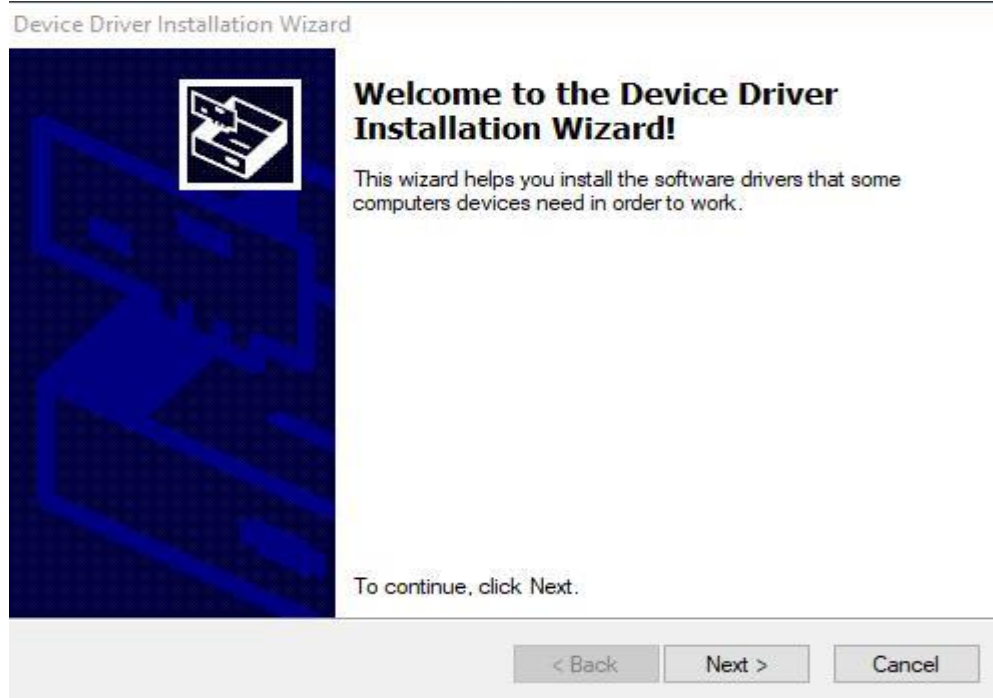 Device Driver Installation Wizard
Welcome to the Device Driver
Installation Wizard!
This wizard helps you install the software drivers that some
computers devices need in order to work.
To continue, click Next.
< Back
Next >
Cancel